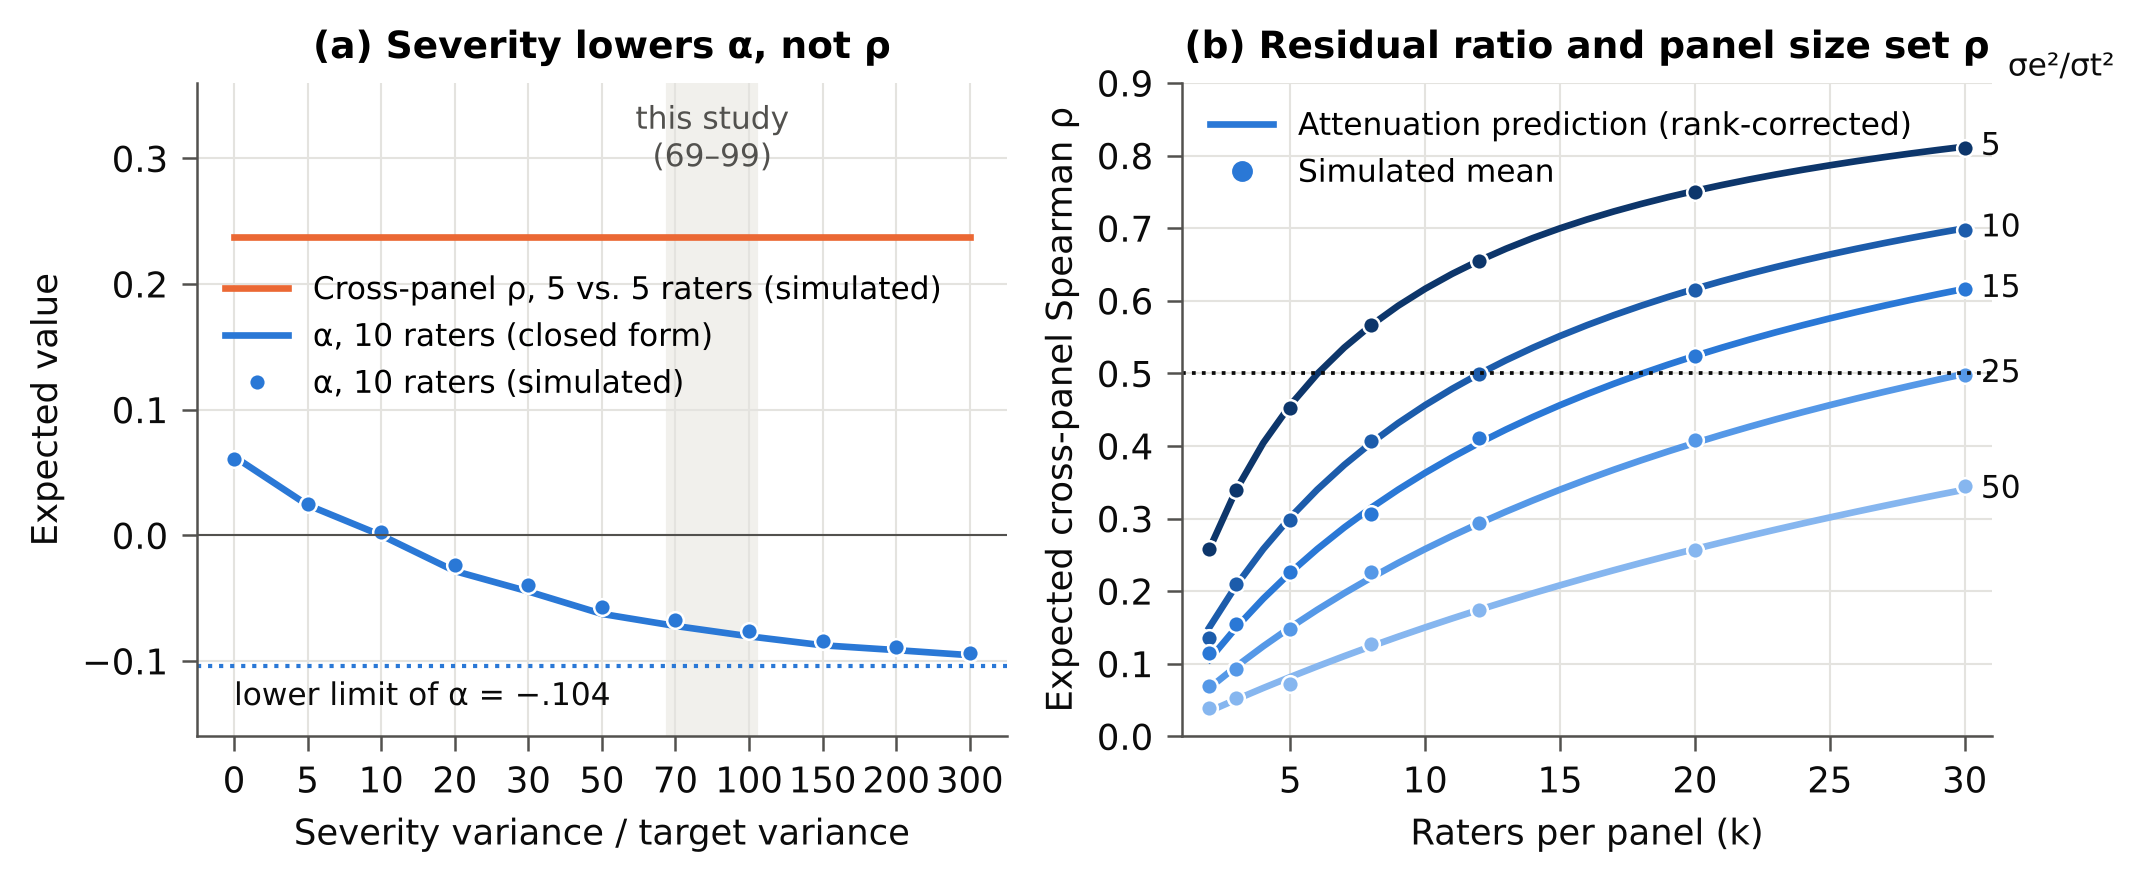 (a) Severity lowers α, not ρ
this study
(69–99)
Cross-panel ρ, 5 vs. 5 raters (simulated)
α, 10 raters (closed form)
α, 10 raters (simulated)
lower limit of α = −.104
Expected value
0.3
0.2
0.1
0.0
−0.1
0 5 10 20 30 50 70 100 150 200 300
Severity variance / target variance
(b) Residual ratio and panel size set ρ
σe²/σt²
Attenuation prediction (rank-corrected)
Simulated mean
5
10
15
25
50
Expected cross-panel Spearman ρ
0.9
0.8
0.7
0.6
0.5
0.4
0.3
0.2
0.1
0.0
5 10 15 20 25 30
Raters per panel (k)